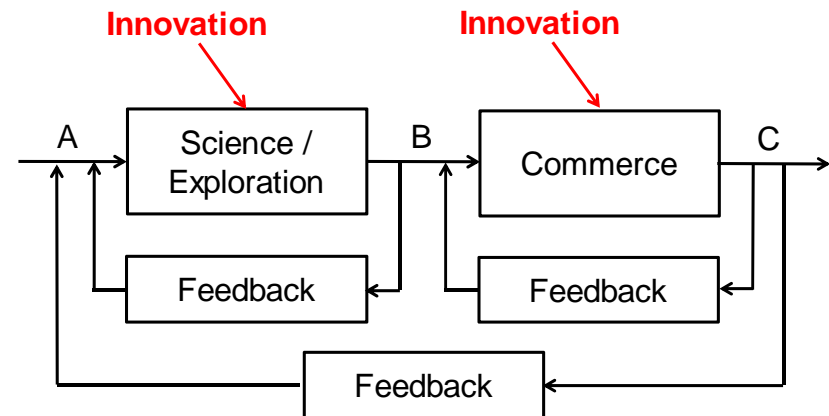 Innovation
Innovation
A
Science /
Exploration
B
Commerce
C
Feedback
Feedback
Feedback